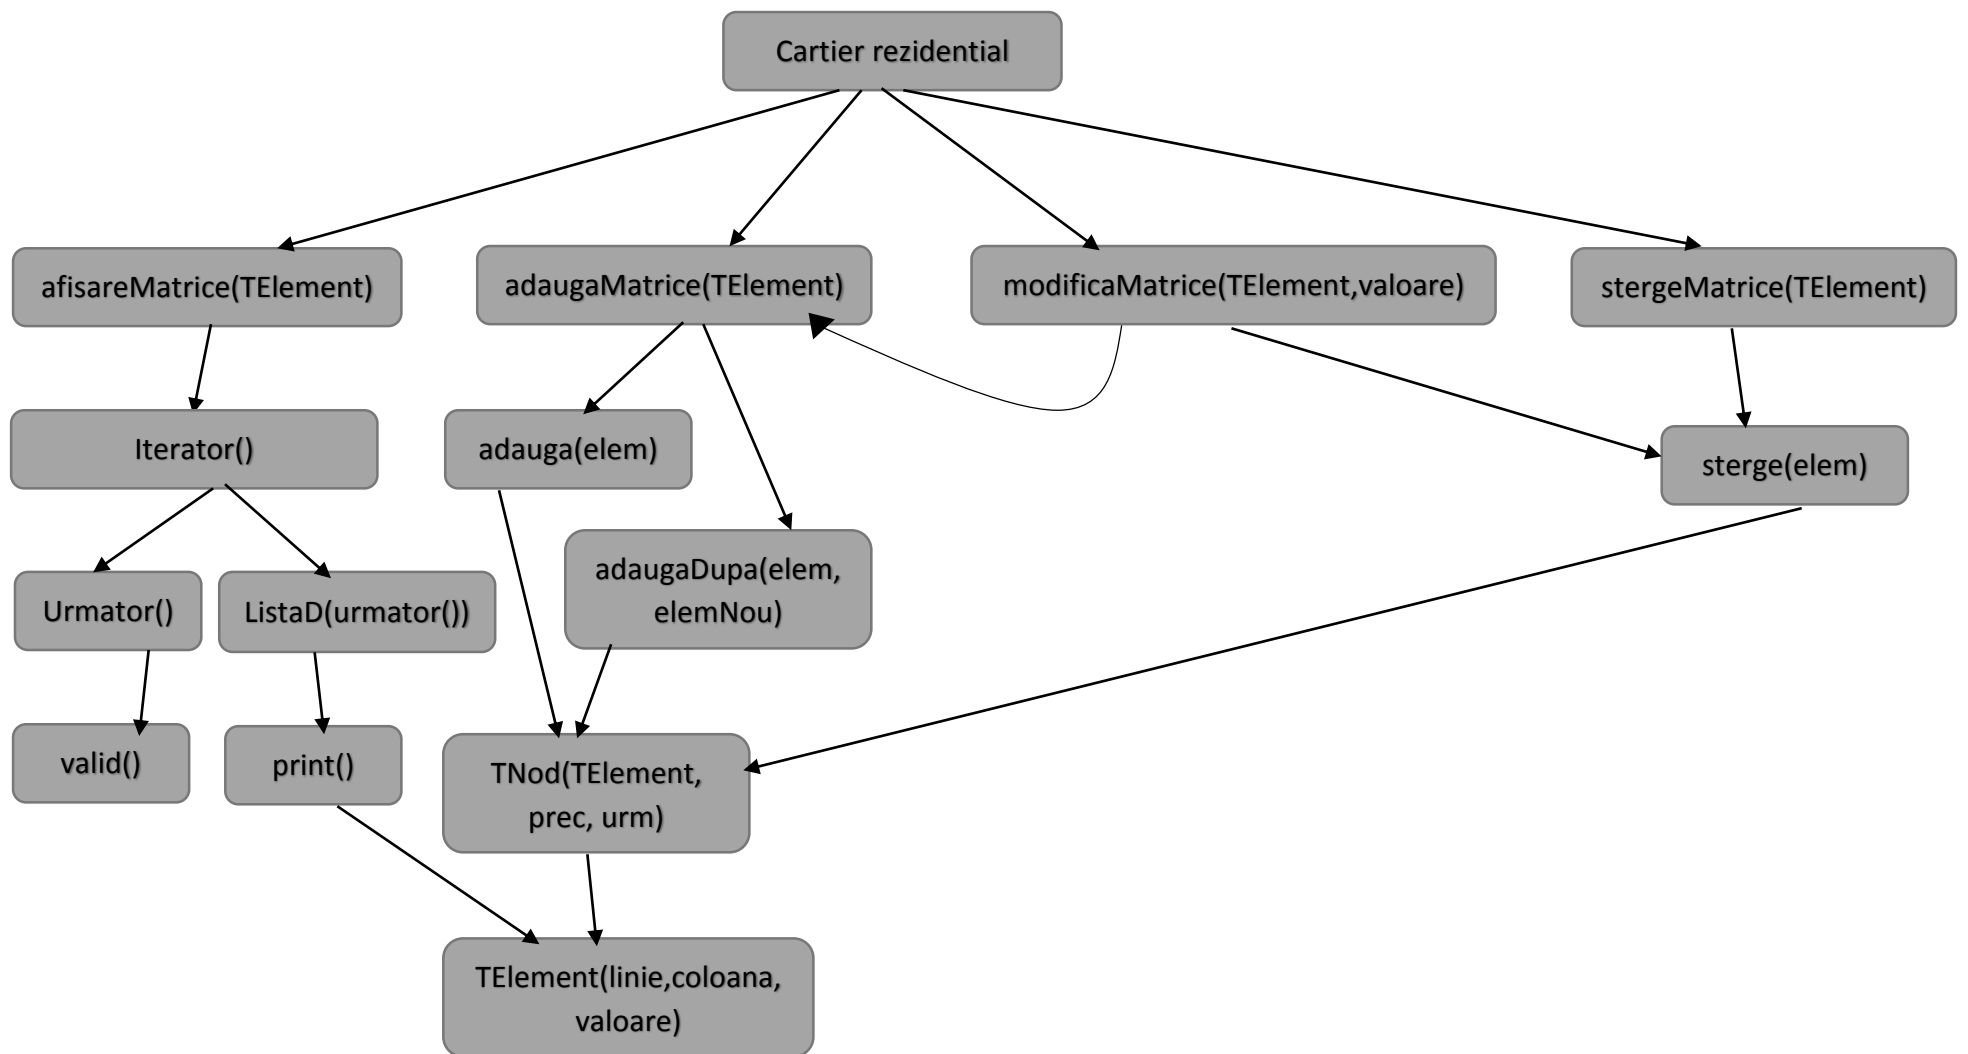 Cartier rezidential
afisareMatrice(TElement)
adaugaMatrice(TElement)
modificaMatrice(TElement,valoare)
stergeMatrice(TElement)
Iterator()
adauga(elem)
sterge(elem)
Urmator()
ListaD(urmator())
adaugaDupa(elem,
elemNou)
valid()
print()
TNod(TElement,
prec, urm)
TElement(linie,coloana,
valoare)